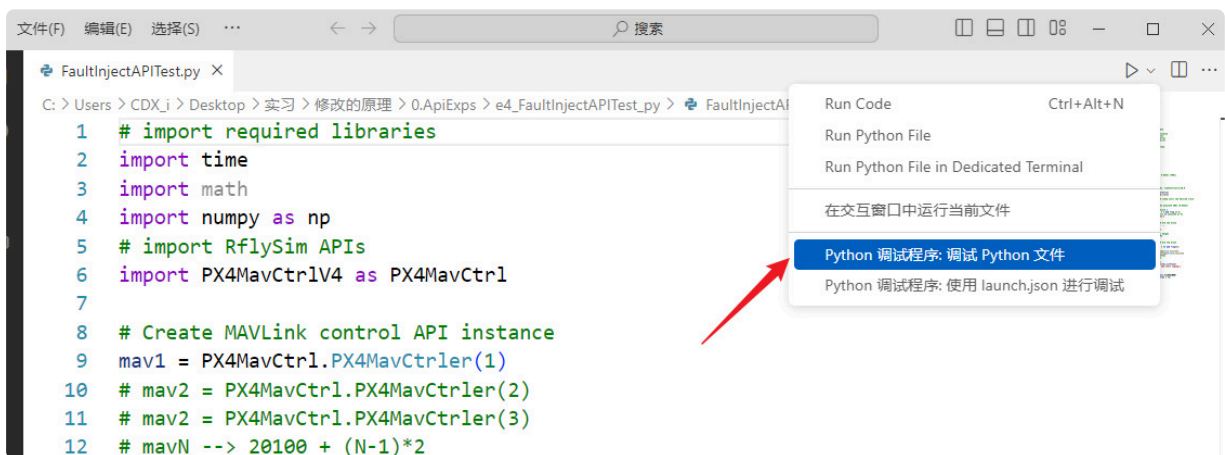 文件(F) 编辑(E) 选择(S) ··· 搜索
FaultInjectAPITest.py
C: > Users > CDX_i > Desktop > 实习 > 修改的原理 > 0.ApiExps > e4_FaultInjectAPITest_py > FaultInjectAF
Run Code Ctrl+Alt+N
Run Python File
Run Python File in Dedicated Terminal
在交互窗口中运行当前文件
Python 调试程序: 调试 Python 文件
Python 调试程序: 使用 launch.json 进行调试
1 # import required libraries
2 import time
3 import math
4 import numpy as np
5 # import RflySim APIs
6 import PX4MavCtrlV4 as PX4MavCtrl
7
8 # Create MAVLink control API instance
9 mav1 = PX4MavCtrl.PX4MavCtrler(1)
10 # mav2 = PX4MavCtrl.PX4MavCtrler(2)
11 # mav2 = PX4MavCtrl.PX4MavCtrler(3)
12 # mavN --> 20100 + (N-1)*2